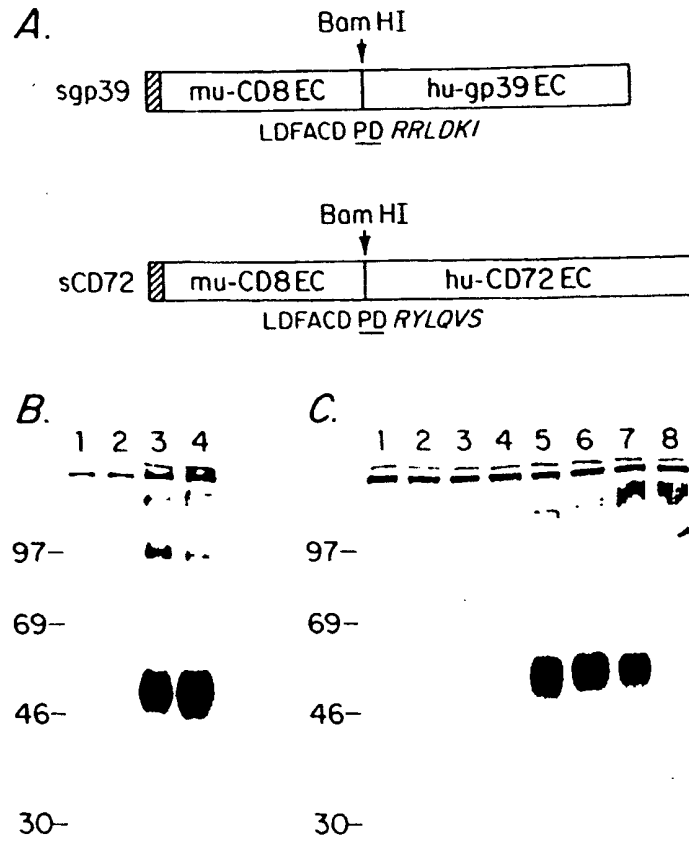 A.
Bam HI
sgp39 mu-CD8 EC hu-gp39 EC
LDFACD PD RRLDKI
Bam HI
sCD72 mu-CD8 EC hu-CD72 EC
LDFACD PD RYLQVS
B. C.
1 2 3 4 1 2 3 4 5 6 7 8
97- 97-
69- 69-
46- 46-
30- 30-